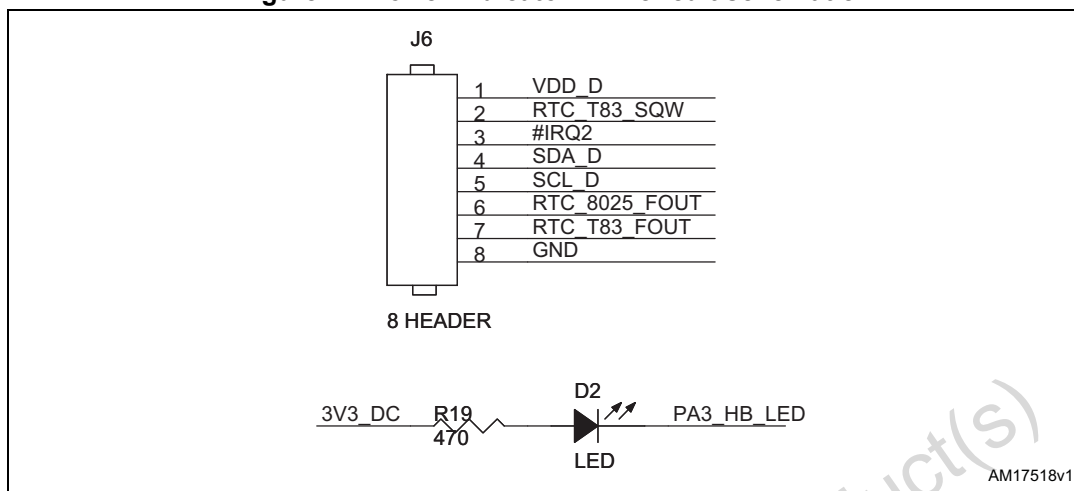 J6
1 VDD_D
2 RTC_T83_SQW
3 #IRQ2
4 SDA_D
5 SCL_D
6 RTC_8025_FOUT
7 RTC_T83_FOUT
8 GND
8 HEADER
D2
3V3_DC R19 PA3_HB_LED
470
LED
AM17518v1